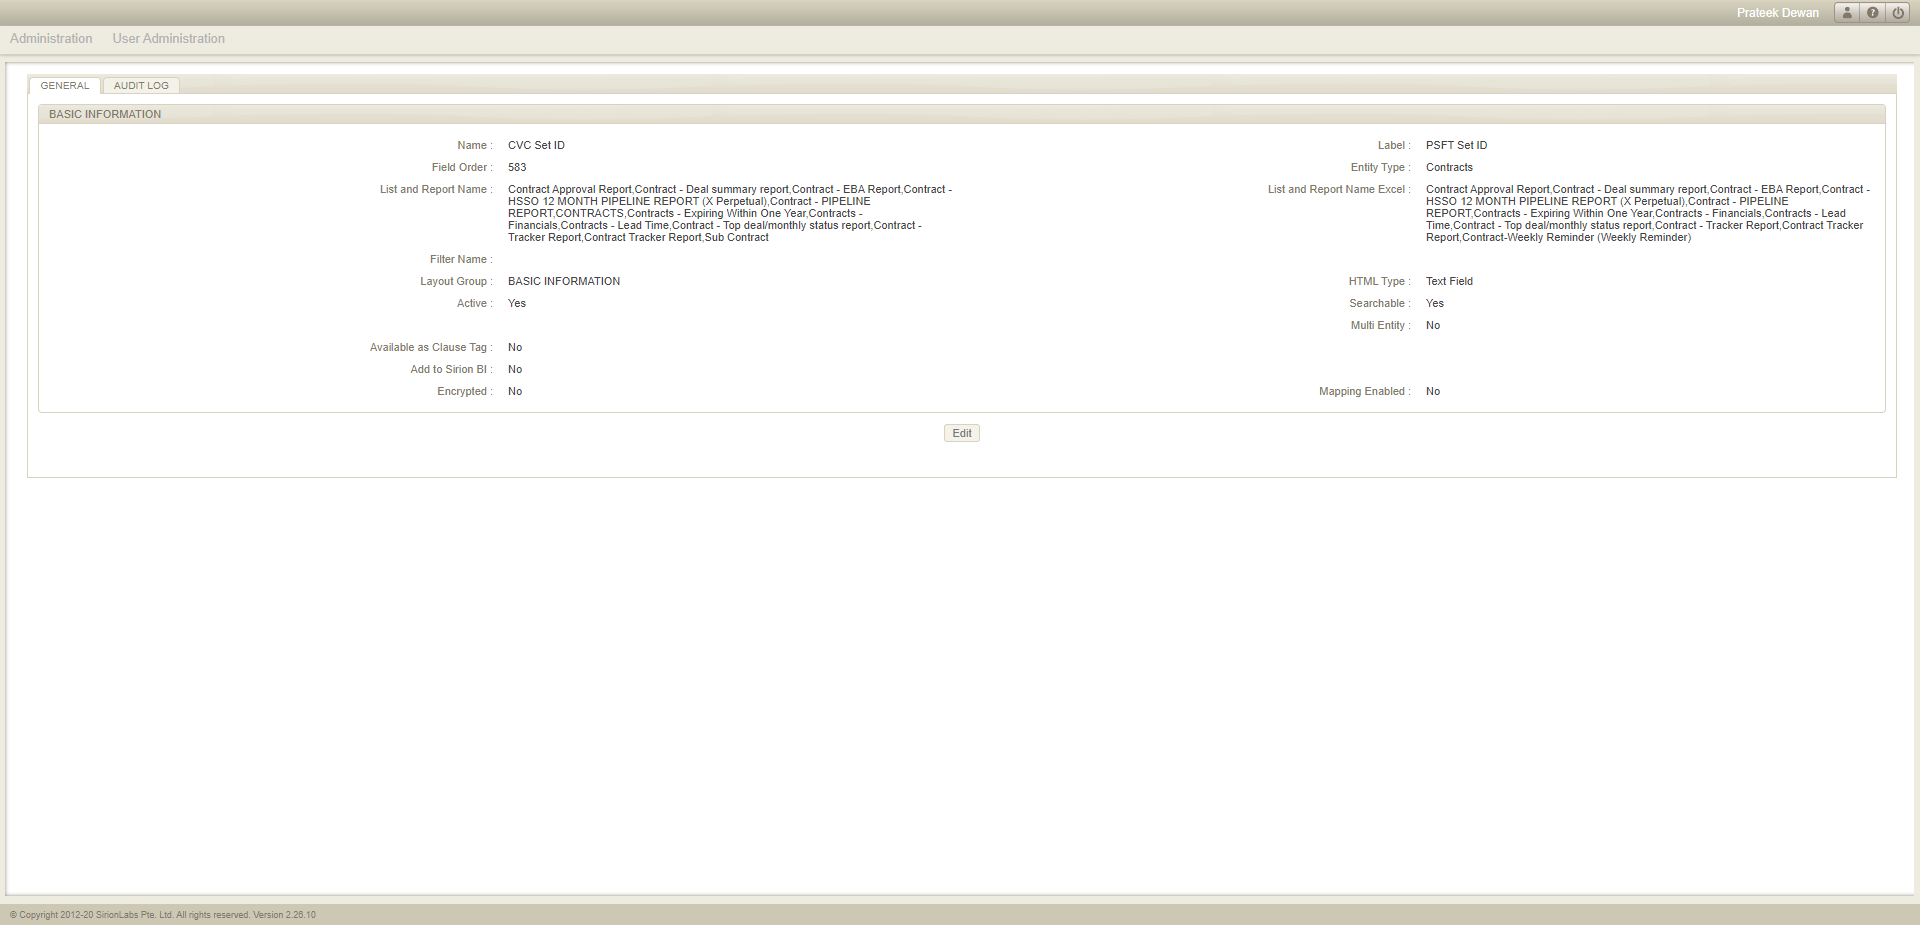 Prateek Dewan
Administration User Administration
GENERAL AUDIT LOG
BASIC INFORMATION
Name : CVC Set ID
Label : PSFT Set ID
Field Order : 583
Entity Type : Contracts
List and Report Name : Contract Approval Report,Contract - Deal summary report,Contract - EBA Report,Contract -
HSSO 12 MONTH PIPELINE REPORT (X Perpetual),Contract - PIPELINE
REPORT,CONTRACTS,Contracts - Expiring Within One Year,Contracts -
Financials,Contracts - Lead Time,Contract - Top deal/monthly status report,Contract -
Tracker Report,Contract Tracker Report,Sub Contract
List and Report Name Excel : Contract Approval Report,Contract - Deal summary report,Contract - EBA Report,Contract -
HSSO 12 MONTH PIPELINE REPORT (X Perpetual),Contract - PIPELINE
REPORT,Contracts - Expiring Within One Year,Contracts - Financials,Contracts - Lead
Time,Contract - Top deal/monthly status report,Contract - Tracker Report,Contract Tracker
Report,Contract-Weekly Reminder (Weekly Reminder)
Filter Name :
Layout Group : BASIC INFORMATION
HTML Type : Text Field
Active : Yes
Searchable : Yes
Multi Entity : No
Available as Clause Tag : No
Add to Sirion BI : No
Encrypted : No
Mapping Enabled : No
Edit
© Copyright 2012-20 SirionLabs Pte. Ltd. All rights reserved. Version 2.26.10